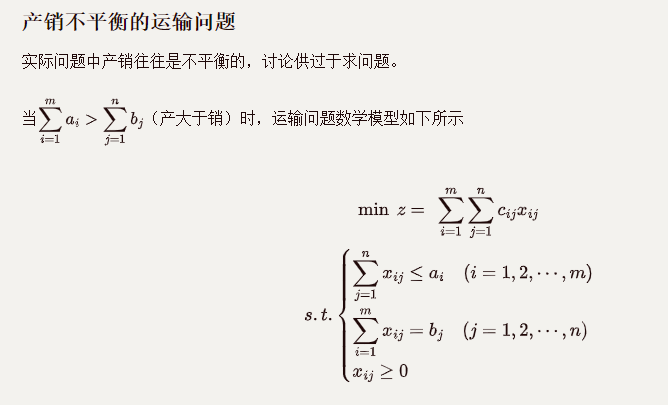 产销不平衡的运输问题
实际问题中产销往往是不平衡的，讨论供过于求问题。
当$\sum_{i=1}^{m} a_i > \sum_{j=1}^{n} b_j$（产大于销）时，运输问题数学模型如下所示
$\min \ z = \sum_{i=1}^{m} \sum_{j=1}^{n} c_{ij} x_{ij}$
$s.t. \begin{cases} \sum_{j=1}^{n} x_{ij} \leq a_i \quad (i = 1, 2, \cdots, m) \\ \sum_{i=1}^{m} x_{ij} = b_j \quad (j = 1, 2, \cdots, n) \\ x_{ij} \geq 0 \end{cases}$